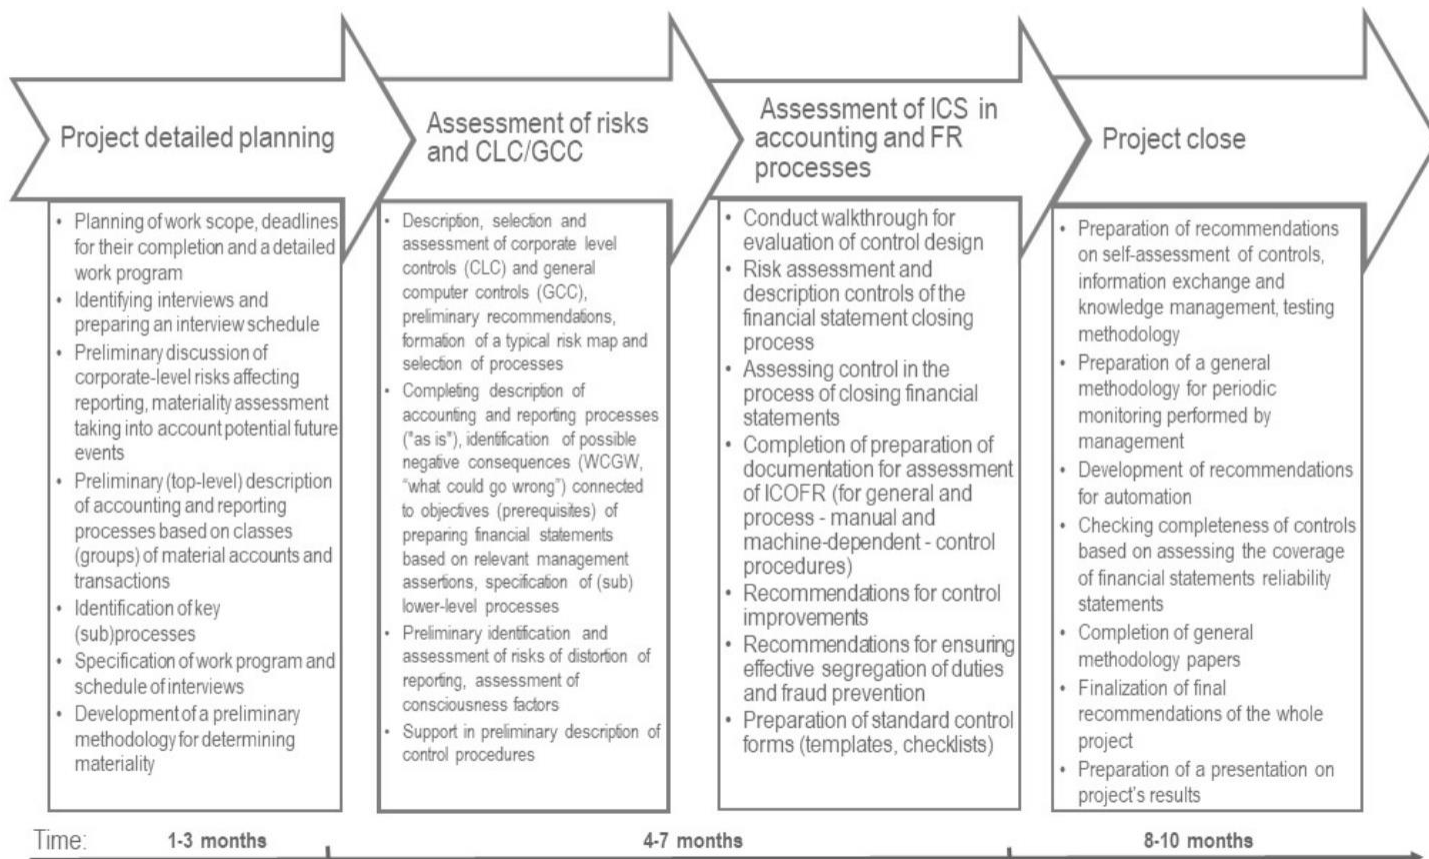 Project detailed planning
Assessment of risks
and CLC/GCC
Assessment of ICS in
accounting and FR
processes
Project close
• Planning of work scope, deadlines
for their completion and a detailed
work program
• Identifying interviews and
preparing an interview schedule
• Preliminary discussion of
corporate-level risks affecting
reporting, materiality assessment
taking into account potential future
events
• Preliminary (top-level) description
of accounting and reporting
processes based on classes
(groups) of material accounts and
transactions
• Identification of key
(sub)processes
• Specification of work program and
schedule of interviews
• Development of a preliminary
methodology for determining
materiality
• Description, selection and
assessment of corporate level
controls (CLC) and general
computer controls (GCC),
preliminary recommendations,
formation of a typical risk map and
selection of processes
• Completing description of
accounting and reporting processes
("as is"), identification of possible
negative consequences (WCGW,
“what could go wrong”) connected
to objectives (prerequisites) of
preparing financial statements
based on relevant management
assertions, specification of (sub)
lower-level processes
• Preliminary identification and
assessment of risks of distortion of
reporting, assessment of
consciousness factors
• Support in preliminary description of
control procedures
• Conduct walkthrough for
evaluation of control design
• Risk assessment and
description controls of the
financial statement closing
process
• Assessing control in the
process of closing financial
statements
• Completion of preparation of
documentation for assessment
of ICOFR (for general and
process - manual and
machine-dependent - control
procedures)
• Recommendations for control
improvements
• Recommendations for ensuring
effective segregation of duties
and fraud prevention
• Preparation of standard control
forms (templates, checklists)
• Preparation of recommendations
on self-assessment of controls,
information exchange and
knowledge management, testing
methodology
• Preparation of a general
methodology for periodic
monitoring performed by
management
• Development of recommendations
for automation
• Checking completeness of controls
based on assessing the coverage
of financial statements reliability
statements
• Completion of general
methodology papers
• Finalization of final
recommendations of the whole
project
• Preparation of a presentation on
project's results
Time: 1-3 months 4-7 months 8-10 months